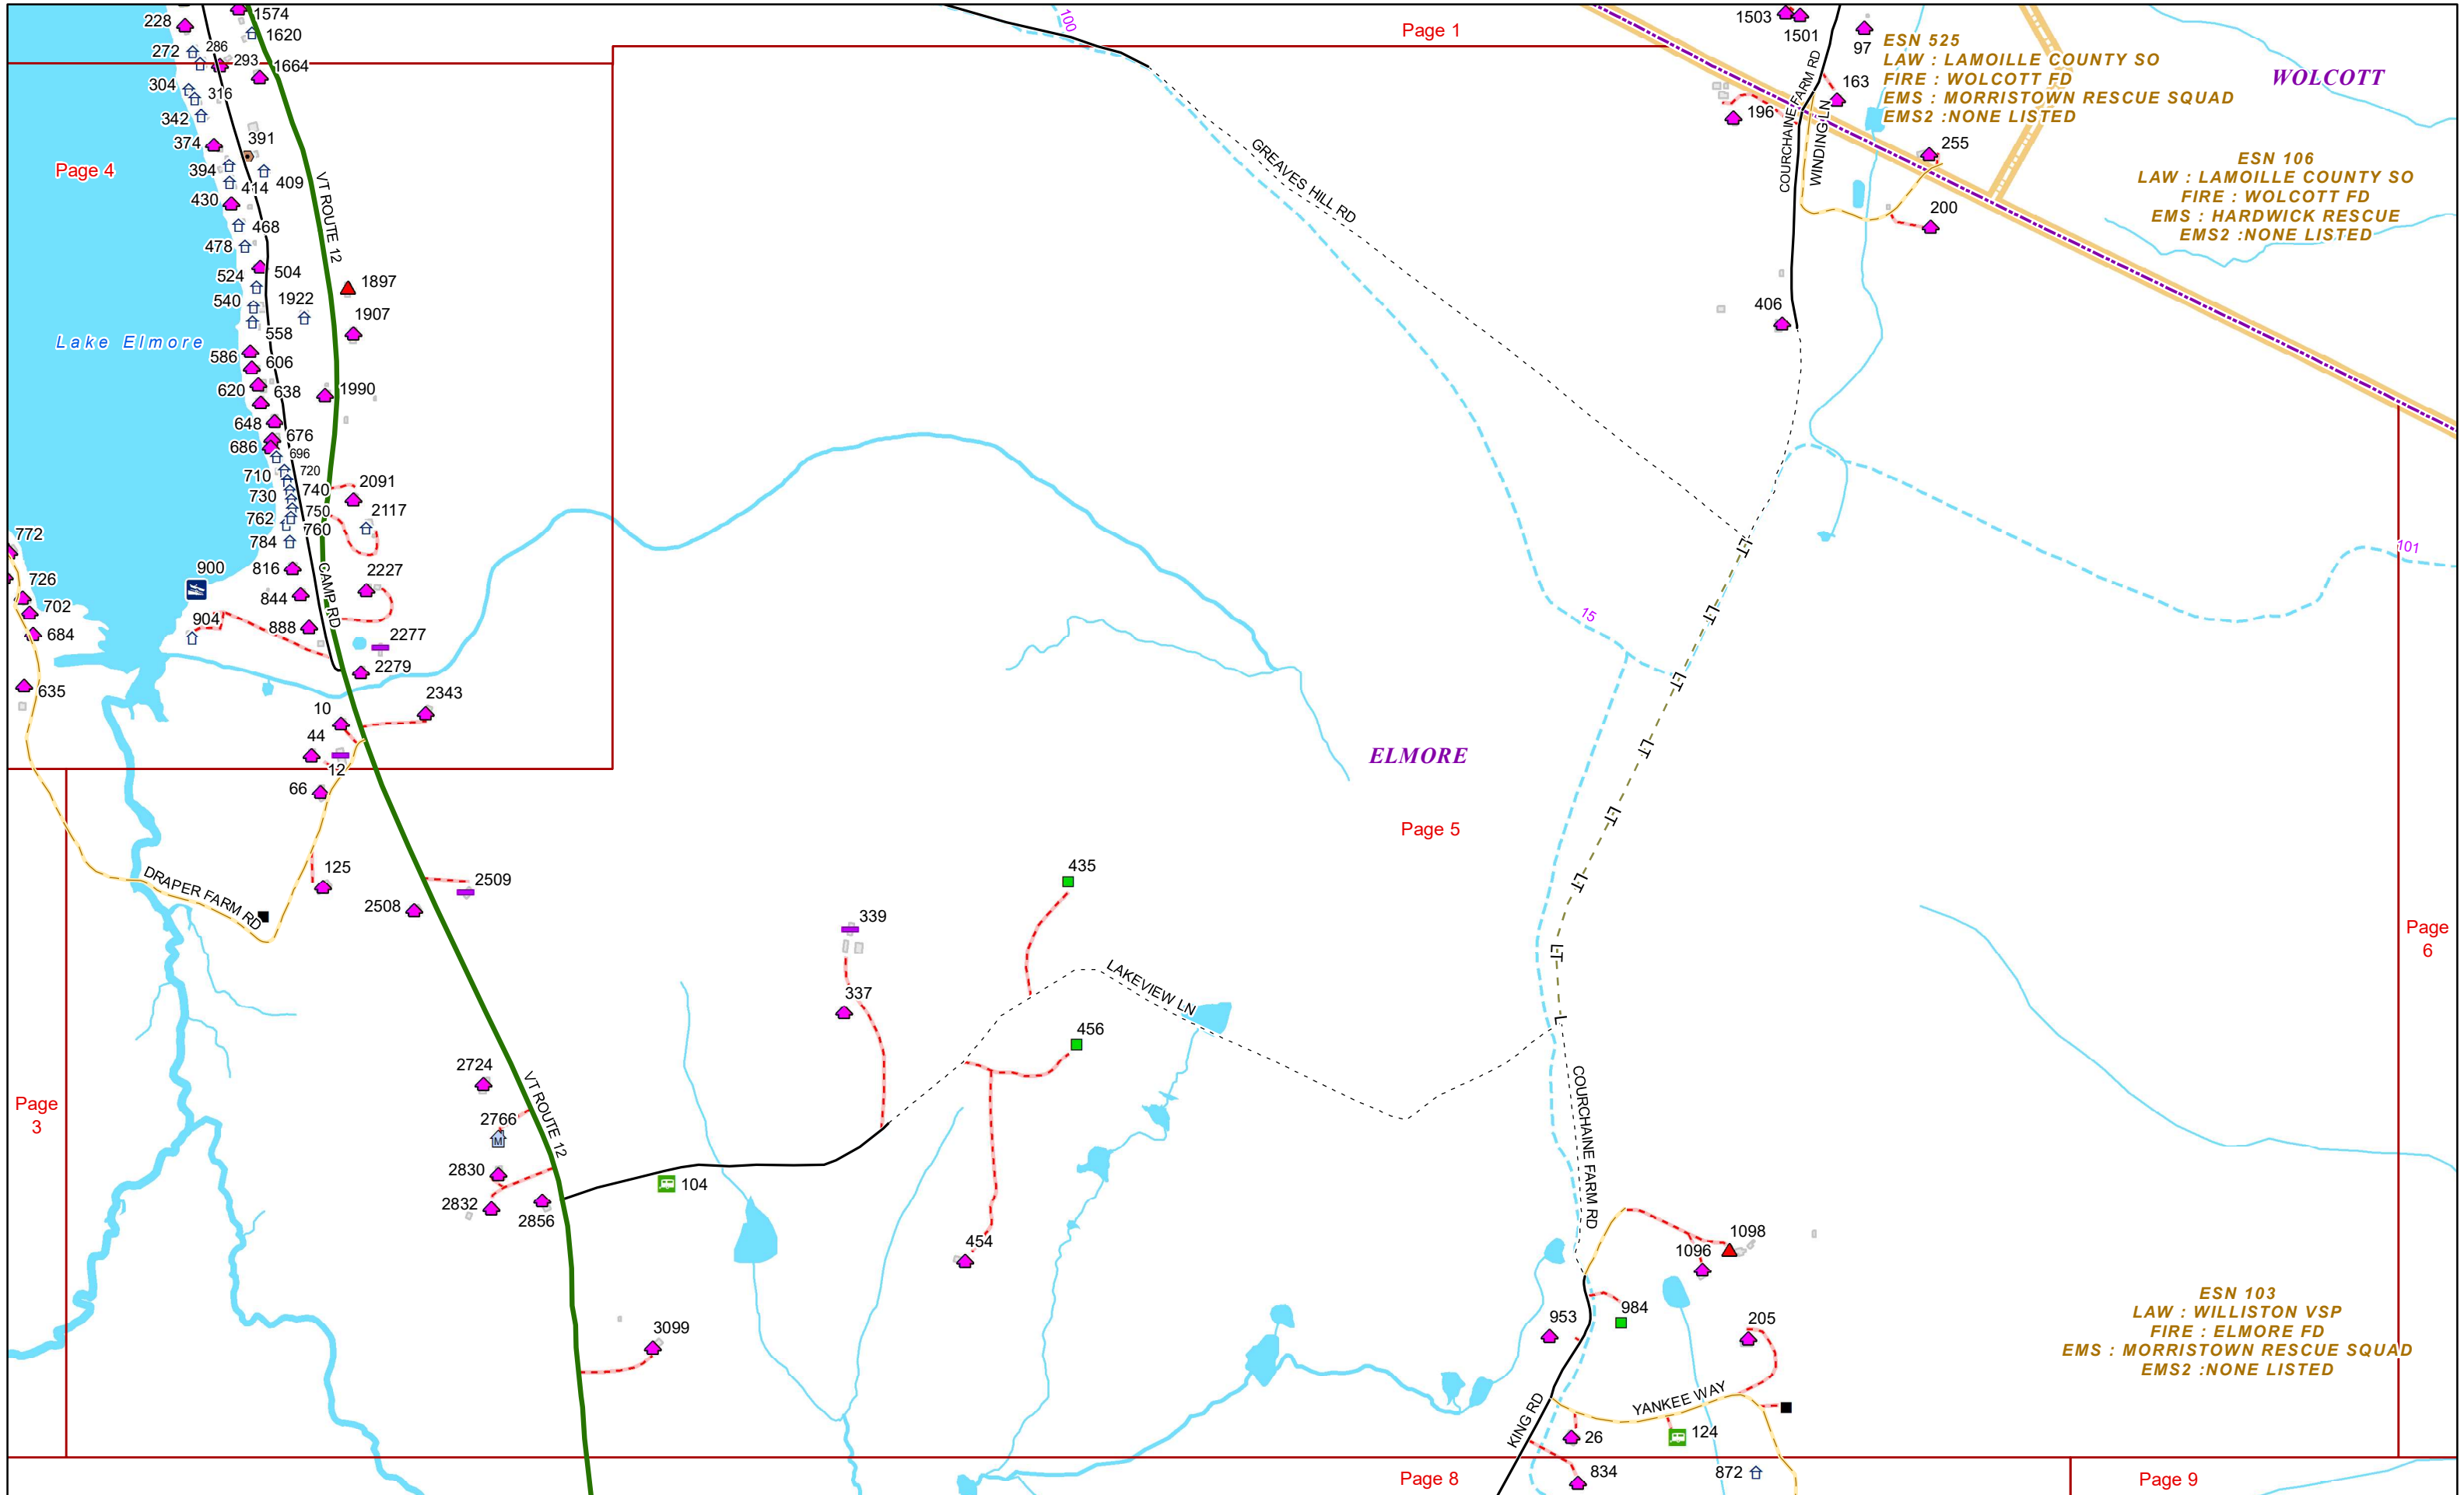 228
1574
1620
272
286
293
1664
304
316
342
374
391
394
409
414
430
468
478
504
524
540
1922
558
586
606
620
638
648
676
686
696
710
720
730
740
750
762
760
784
816
844
888
900
904
772
726
702
684
635
Page 4
Lake Elmore
VT ROUTE 12
CAMP RD
1897
1907
1990
2091
2117
2227
2277
2279
2343
10
44
12
66
125
DRAPER FARM RD
2508
2509
Page 1
100
GREAVES HILL RD
1503
1501
97
163
196
COURCHAINE FARM RD
WINDING LN
255
200
406
ESN 525
LAW : LAMOILLE COUNTY SO
FIRE : WOLCOTT FD
EMS : MORRISTOWN RESCUE SQUAD
EMS2 :NONE LISTED
WOLCOTT
ESN 106
LAW : LAMOILLE COUNTY SO
FIRE : WOLCOTT FD
EMS : HARDWICK RESCUE
EMS2 :NONE LISTED
101
15
LT
LT
LT
LT
LT
LT
LT
L
ELMORE
Page 5
435
339
337
456
454
LAKEVIEW LN
Page
6
Page
3
2724
2766
M
VT ROUTE 12
2830
2832
2856
104
3099
COURCHAINE FARM RD
1098
1096
984
953
205
YANKEE WAY
KING RD
26
124
834
872
ESN 103
LAW : WILLISTON VSP
FIRE : ELMORE FD
EMS : MORRISTOWN RESCUE SQUAD
EMS2 :NONE LISTED
Page 8
Page 9